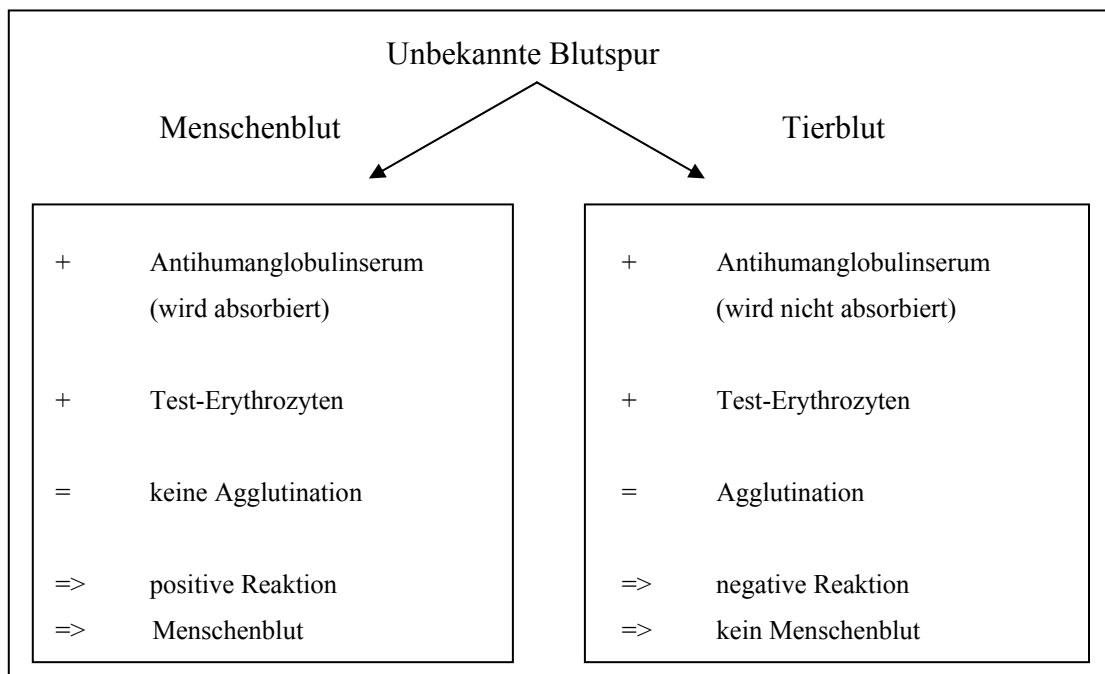 Unbekannte Blutspur
Menschenblut
Tierblut
+ Antihumanglobulinserum
(wird absorbiert)
+ Test-Erythrozyten
= keine Agglutination
=> positive Reaktion
=> Menschenblut
+ Antihumanglobulinserum
(wird nicht absorbiert)
+ Test-Erythrozyten
= Agglutination
=> negative Reaktion
=> kein Menschenblut